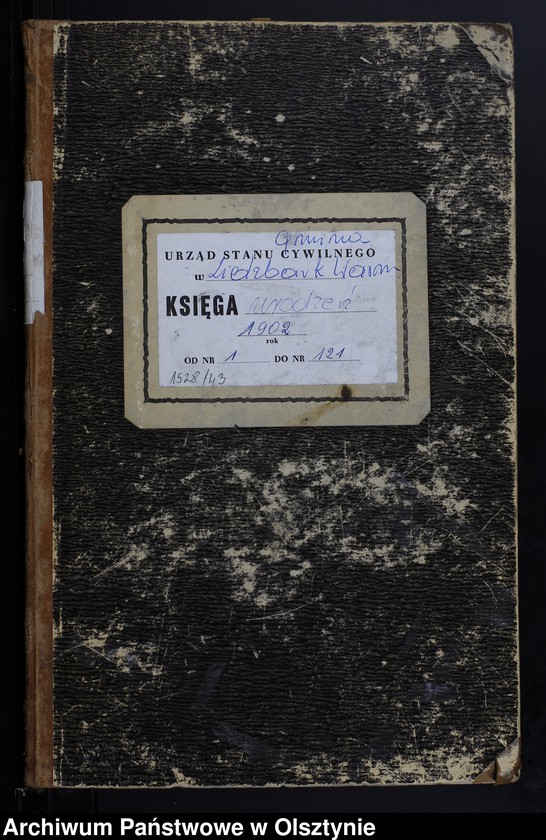 Gmina
URZĄD STANU CYWILNEGO
w Lidzbark Warm
KSIĘGA urodzeń
1902
rok
OD NR 1 DO NR 121
1528/43
Archiwum Państwowe w Olsztynie